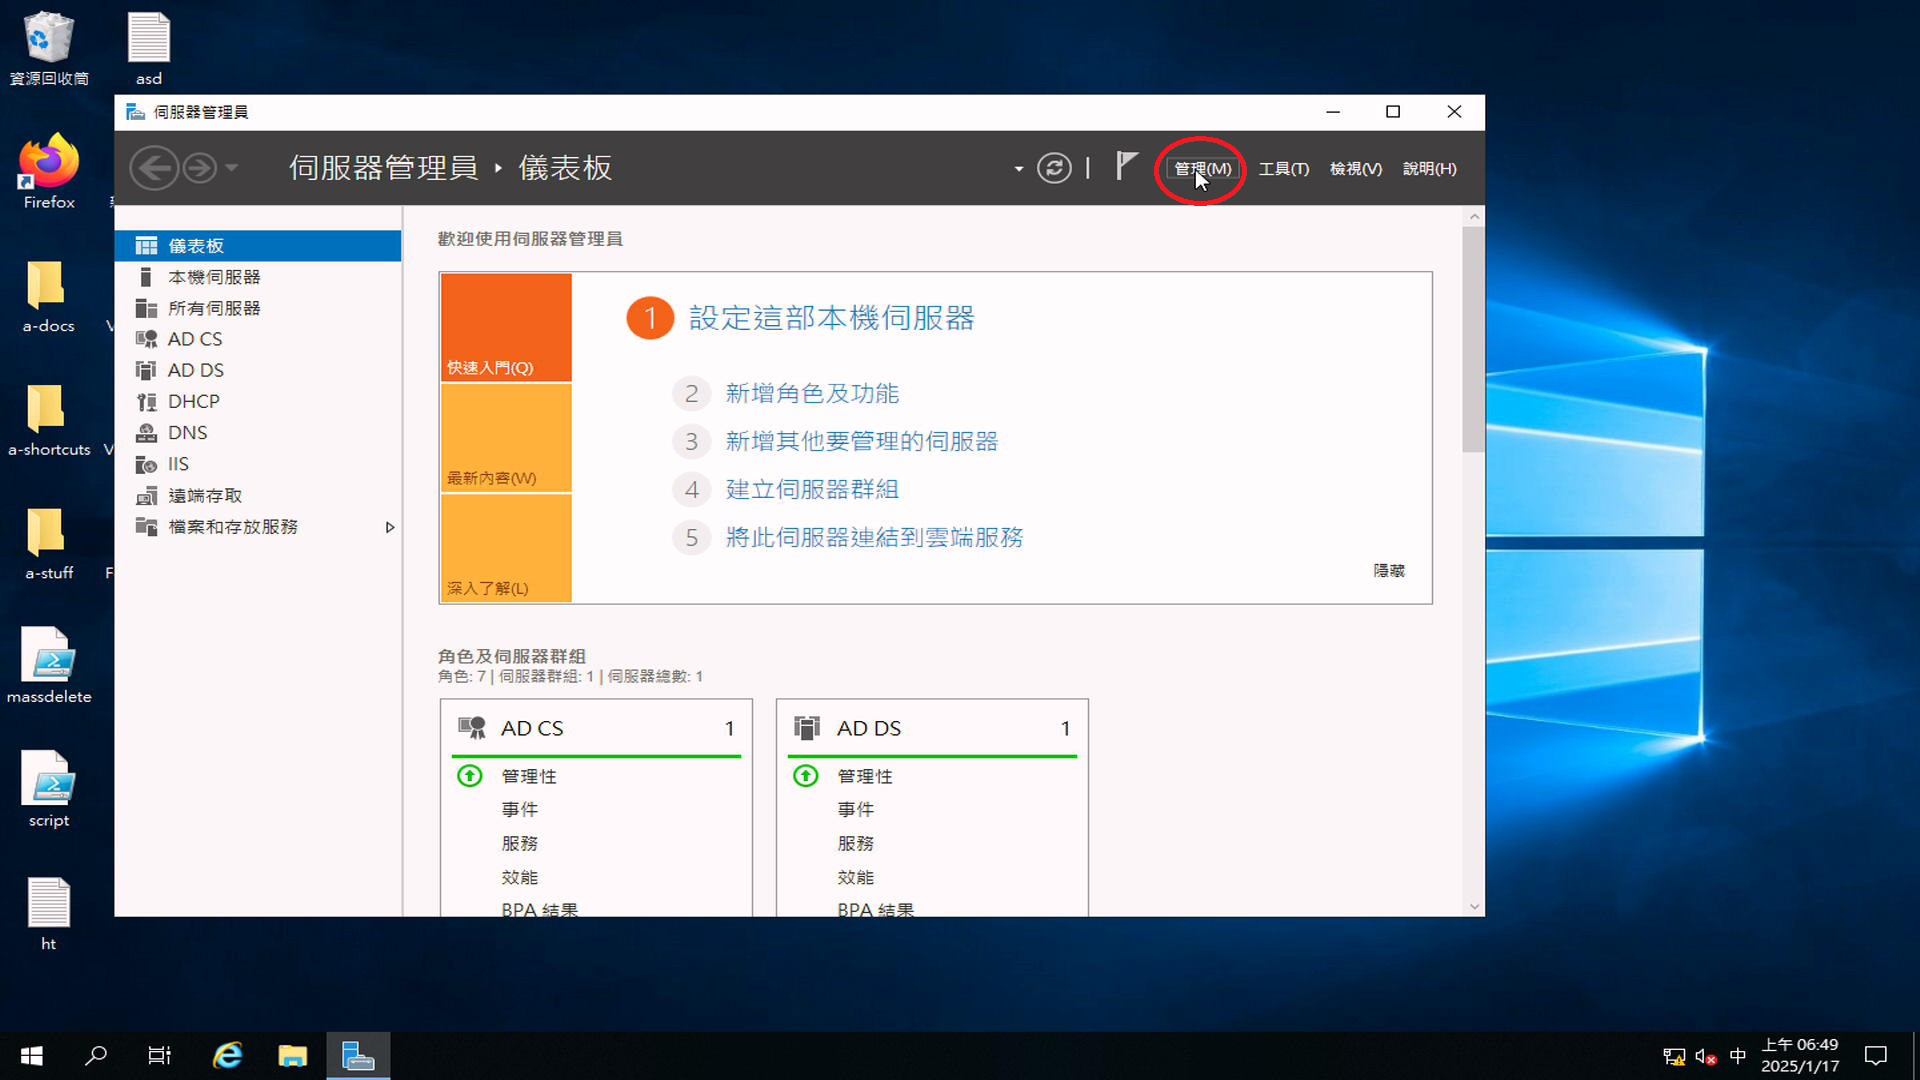 資源回收筒
asd
Firefox
a-docs
a-shortcuts
a-stuff
massdelete
script
ht
伺服器管理員
伺服器管理員 儀表板
管理(M)
工具(T)
檢視(V)
說明(H)
儀表板
本機伺服器
所有伺服器
AD CS
AD DS
DHCP
DNS
IIS
遠端存取
檔案和存放服務
歡迎使用伺服器管理員
快速入門(Q)
最新內容(W)
深入了解(L)
1 設定這部本機伺服器
2 新增角色及功能
3 新增其他要管理的伺服器
4 建立伺服器群組
5 將此伺服器連結到雲端服務
隱藏
角色及伺服器群組
角色: 7 | 伺服器群組: 1 | 伺服器總數: 1
AD CS 1
管理性
事件
服務
效能
BPA 結果
AD DS 1
管理性
事件
服務
效能
BPA 結果
中
上午 06:49
2025/1/17